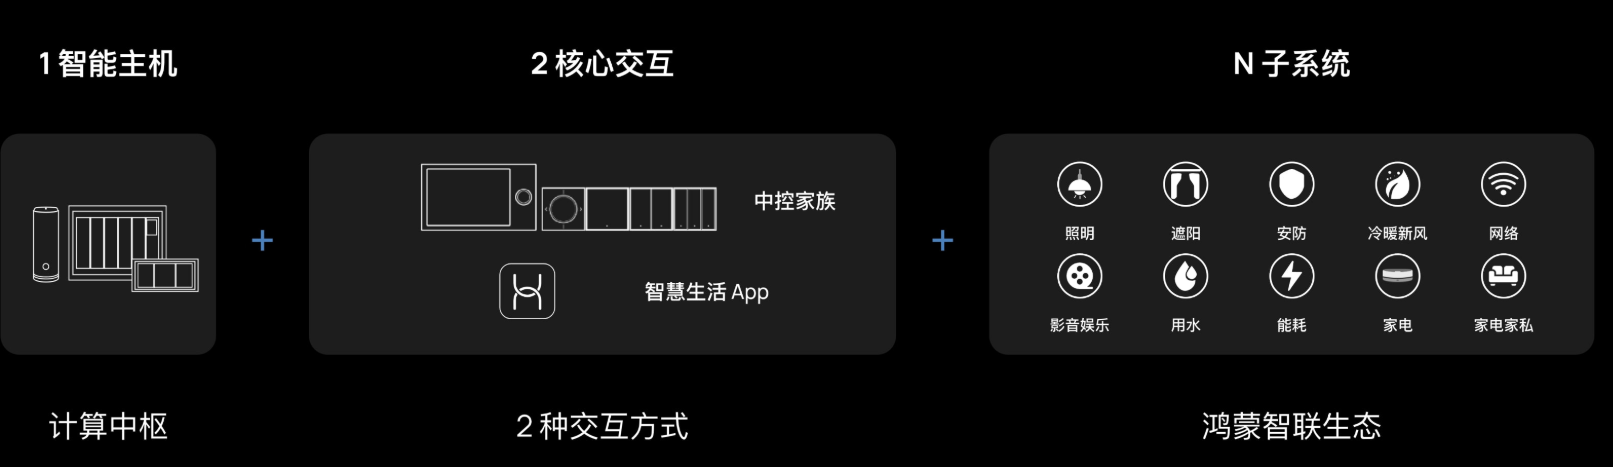 1 智能主机
2 核心交互
N 子系统
中控家族
智慧生活 App
照明
遮阳
安防
冷暖新风
网络
影音娱乐
用水
能耗
家电
家电家私
计算中枢
2 种交互方式
鸿蒙智联生态